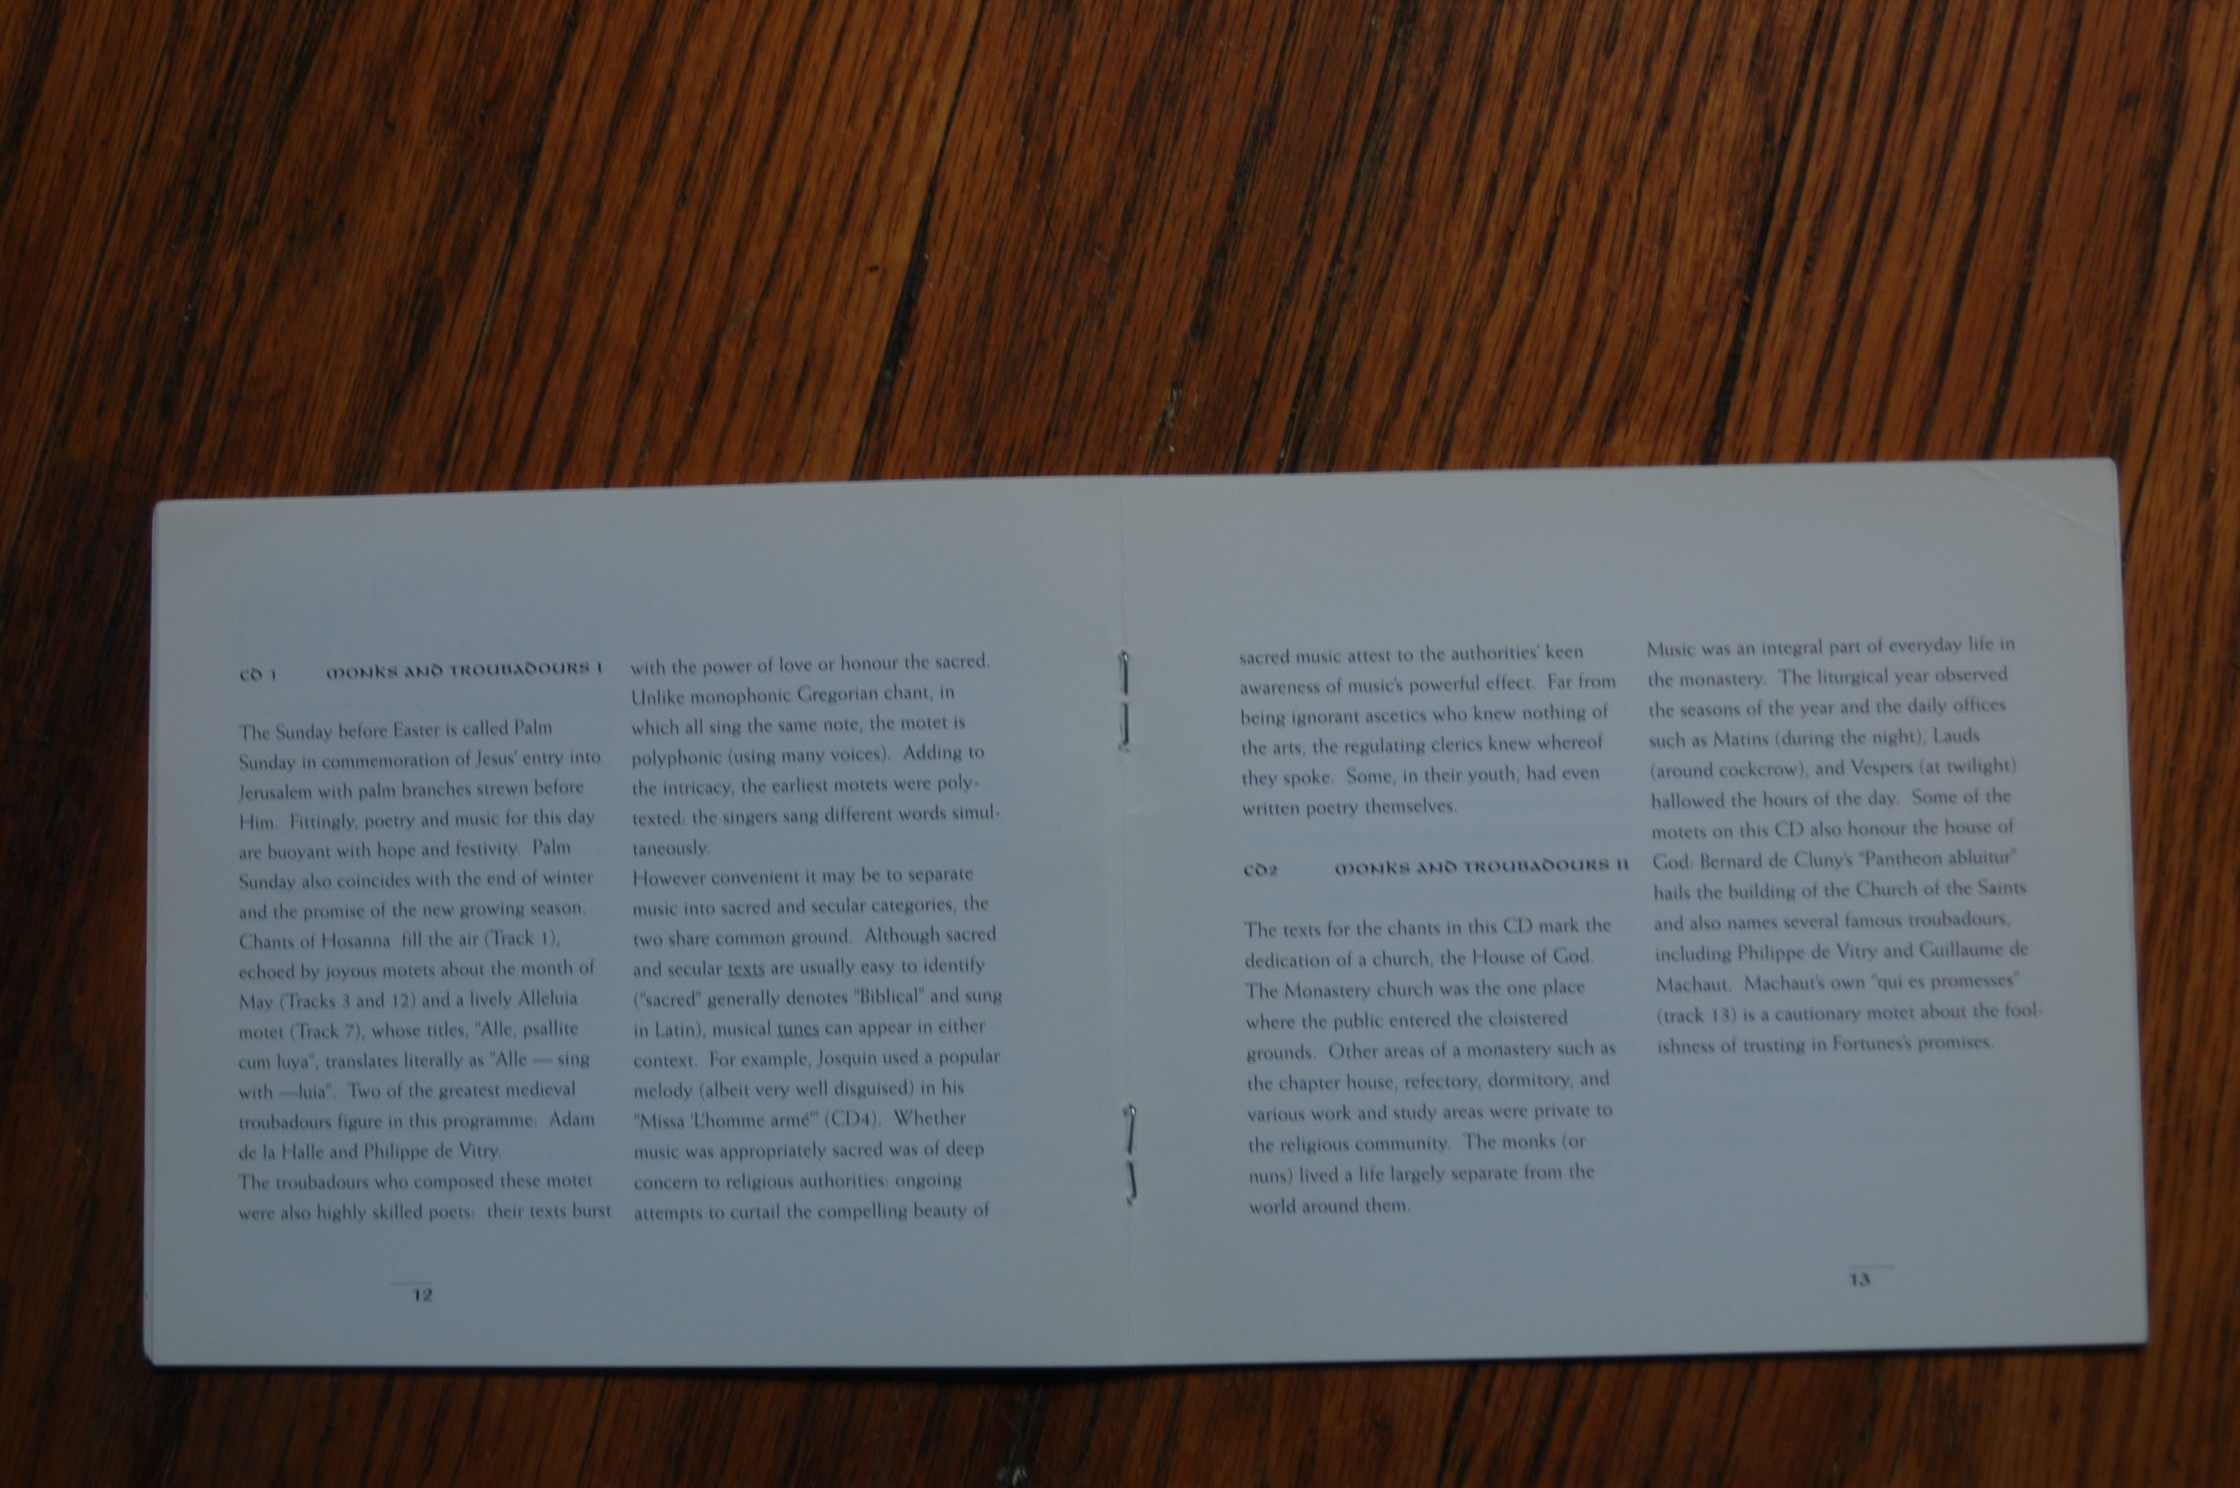 CD 1 MONKS AND TROUBADOURS I
The Sunday before Easter is called Palm
Sunday in commemoration of Jesus' entry into
Jerusalem with palm branches strewn before
Him. Fittingly, poetry and music for this day
are buoyant with hope and festivity. Palm
Sunday also coincides with the end of winter
and the promise of the new growing season.
Chants of Hosanna fill the air (Track 1),
echoed by joyous motets about the month of
May (Tracks 3 and 12) and a lively Alleluia
motet (Track 7), whose titles, "Alle, psallite
cum luya", translates literally as "Alle — sing
with —luia". Two of the greatest medieval
troubadours figure in this programme: Adam
de la Halle and Philippe de Vitry.
The troubadours who composed these motet
were also highly skilled poets: their texts burst
with the power of love or honour the sacred.
Unlike monophonic Gregorian chant, in
which all sing the same note, the motet is
polyphonic (using many voices). Adding to
the intricacy, the earliest motets were poly-
texted: the singers sang different words simul-
taneously.
However convenient it may be to separate
music into sacred and secular categories, the
two share common ground. Although sacred
and secular texts are usually easy to identify
("sacred" generally denotes "Biblical" and sung
in Latin), musical tunes can appear in either
context. For example, Josquin used a popular
melody (albeit very well disguised) in his
"Missa 'L'homme armé'" (CD4). Whether
music was appropriately sacred was of deep
concern to religious authorities: ongoing
attempts to curtail the compelling beauty of
12
sacred music attest to the authorities' keen
awareness of music's powerful effect. Far from
being ignorant ascetics who knew nothing of
the arts, the regulating clerics knew whereof
they spoke. Some, in their youth, had even
written poetry themselves.
CD2 MONKS AND TROUBADOURS II
The texts for the chants in this CD mark the
dedication of a church, the House of God.
The Monastery church was the one place
where the public entered the cloistered
grounds. Other areas of a monastery such as
the chapter house, refectory, dormitory, and
various work and study areas were private to
the religious community. The monks (or
nuns) lived a life largely separate from the
world around them.
Music was an integral part of everyday life in
the monastery. The liturgical year observed
the seasons of the year and the daily offices
such as Matins (during the night), Lauds
(around cockcrow), and Vespers (at twilight)
hallowed the hours of the day. Some of the
motets on this CD also honour the house of
God: Bernard de Cluny's "Pantheon abluitur"
hails the building of the Church of the Saints
and also names several famous troubadours,
including Philippe de Vitry and Guillaume de
Machaut. Machaut's own "qui es promesses"
(track 13) is a cautionary motet about the fool-
ishness of trusting in Fortunes's promises.
13